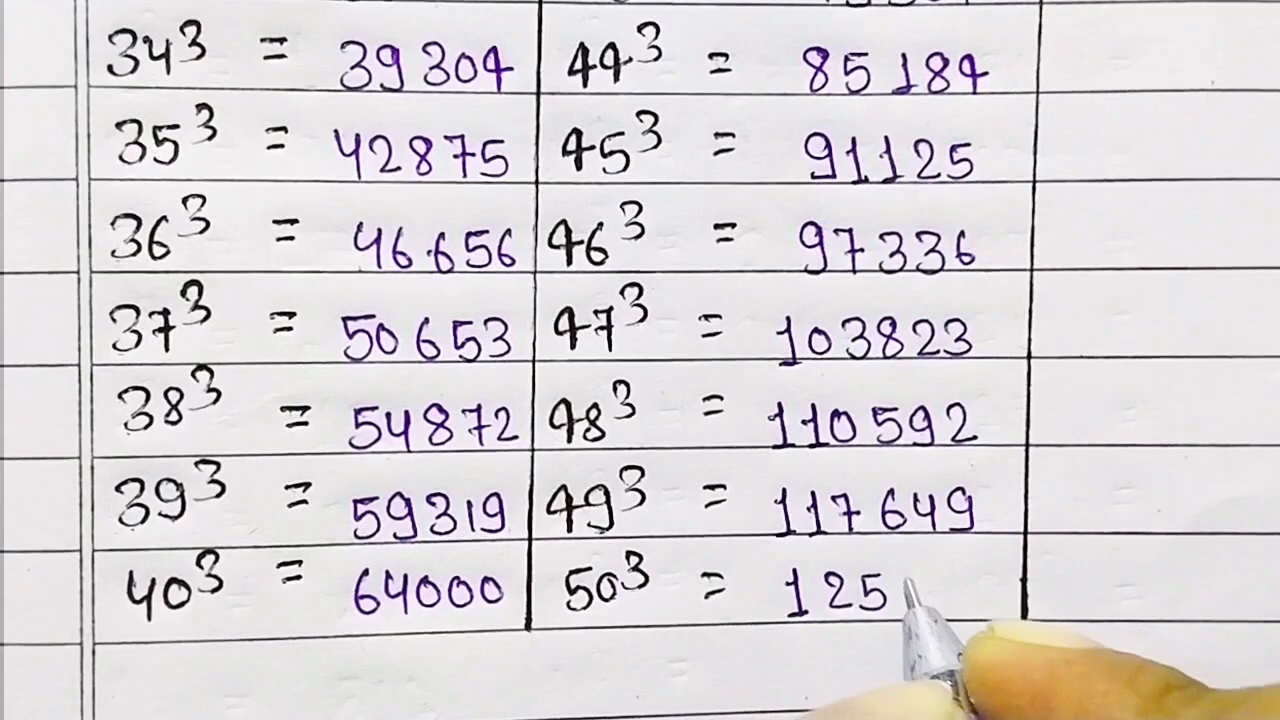 34³ = 39304 44³ = 85184
35³ = 42875 45³ = 91125
36³ = 46656 46³ = 97336
37³ = 50653 47³ = 103823
38³ = 54872 48³ = 110592
39³ = 59319 49³ = 117649
40³ = 64000 50³ = 125